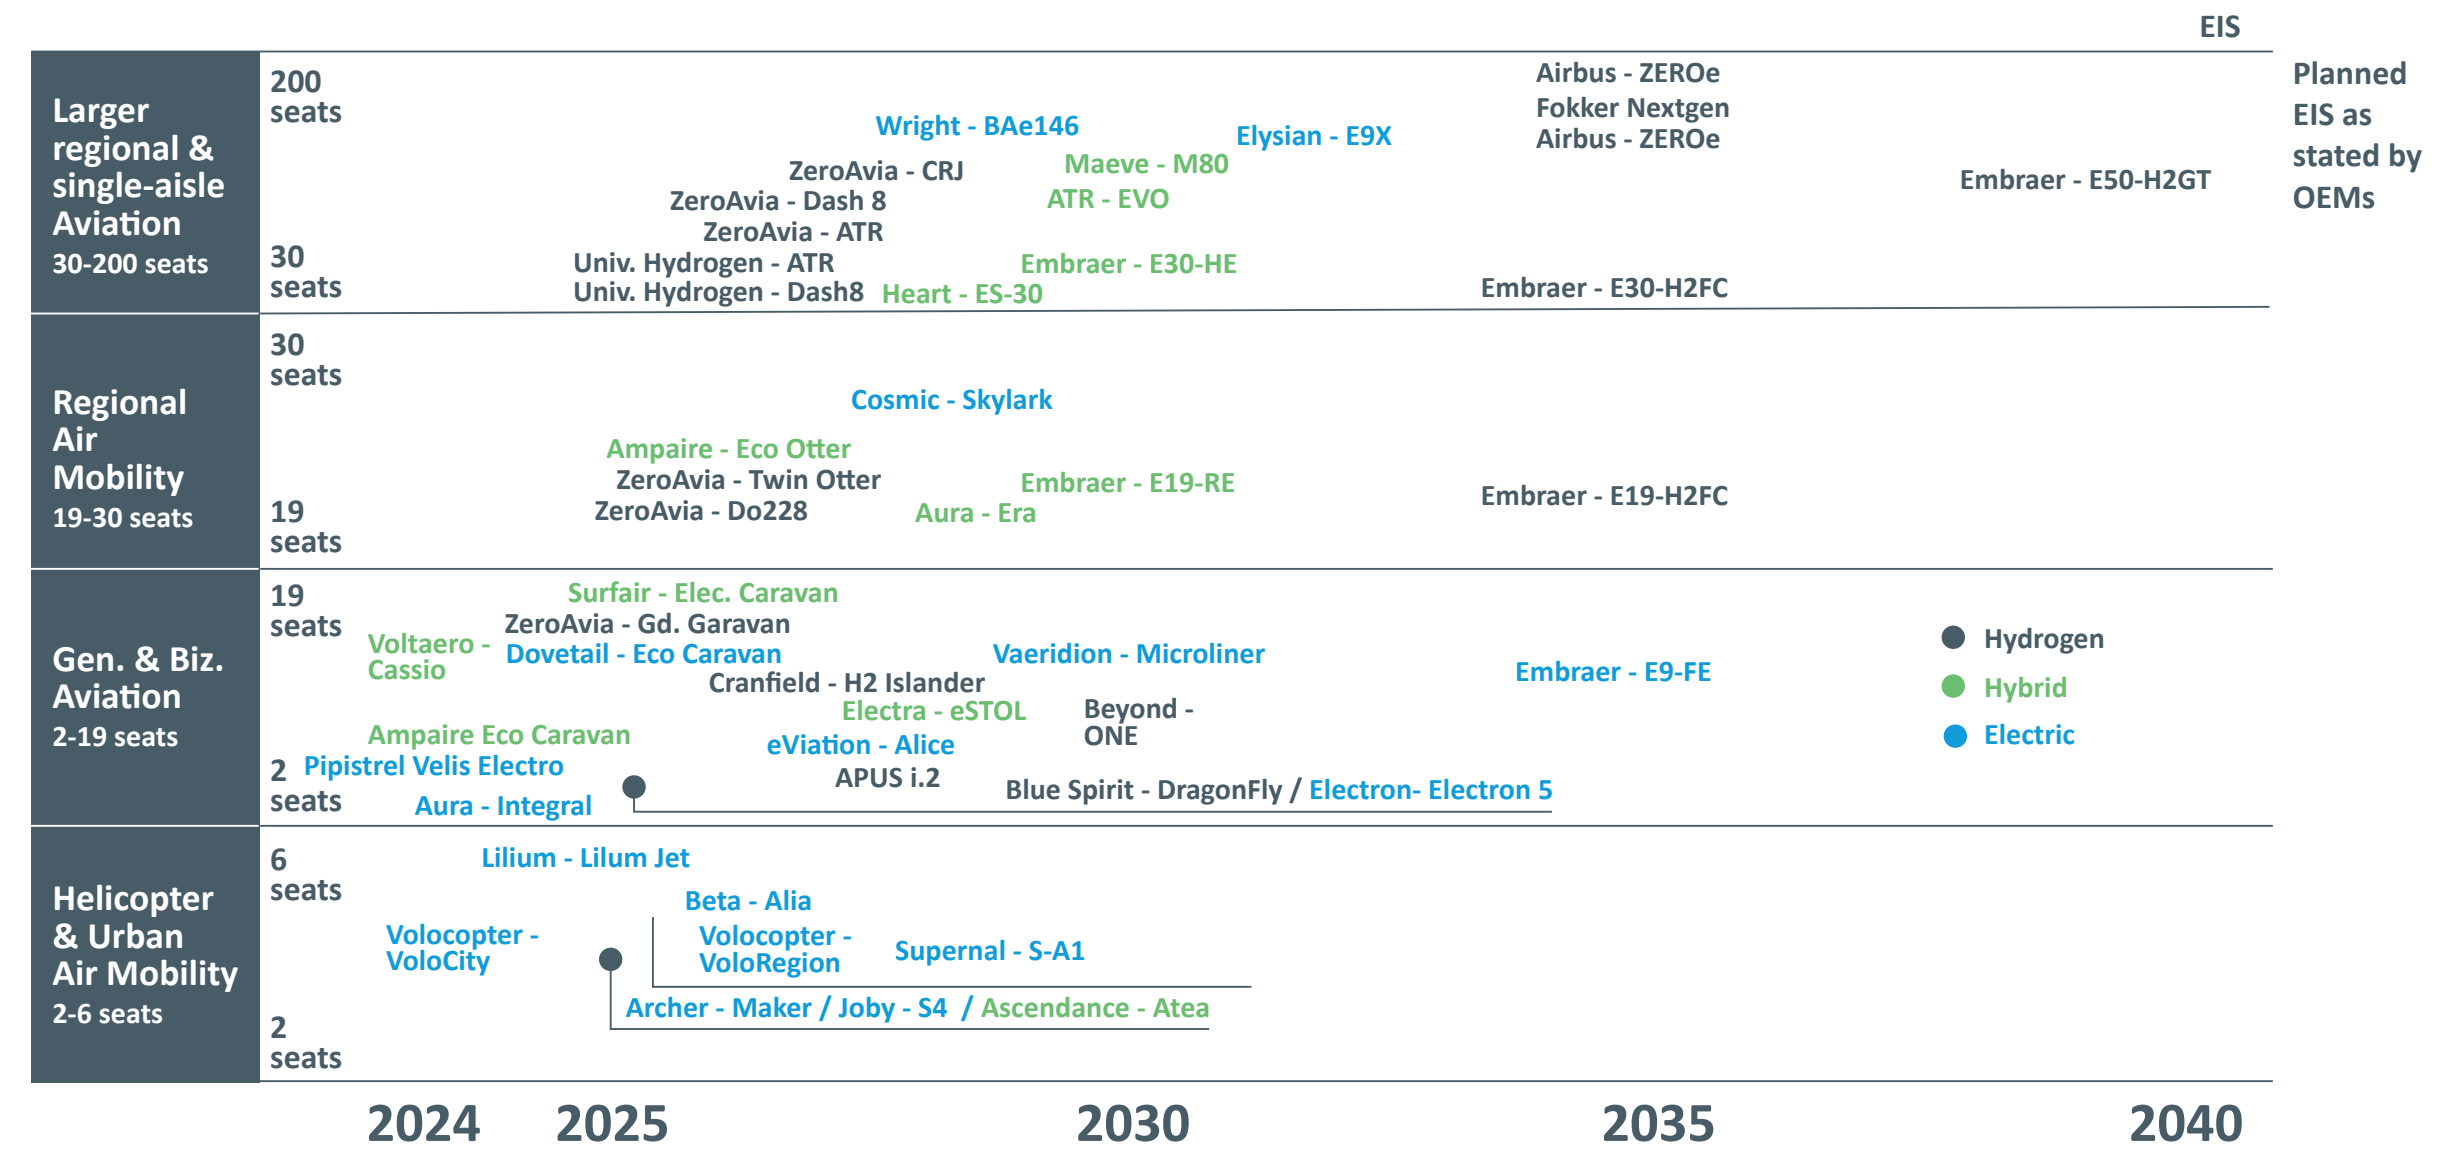 EIS
Planned
EIS as
stated by
OEMs
Larger
regional &
single-aisle
Aviation
30-200 seats
200
seats
30
seats
Airbus - ZEROe
Fokker Nextgen
Airbus - ZEROe
Wright - BAe146
Elysian - E9X
ZeroAvia - CRJ
Maeve - M80
Embraer - E50-H2GT
ZeroAvia - Dash 8
ATR - EVO
ZeroAvia - ATR
Univ. Hydrogen - ATR
Embraer - E30-HE
Univ. Hydrogen - Dash8
Heart - ES-30
Embraer - E30-H2FC
Regional
Air
Mobility
19-30 seats
30
seats
19
seats
Cosmic - Skylark
Ampaire - Eco Otter
ZeroAvia - Twin Otter
Embraer - E19-RE
Embraer - E19-H2FC
ZeroAvia - Do228
Aura - Era
Gen. & Biz.
Aviation
2-19 seats
19
seats
2
seats
Surfair - Elec. Caravan
ZeroAvia - Gd. Garavan
Voltaero -
Cassio
Dovetail - Eco Caravan
Vaeridion - Microliner
Embraer - E9-FE
Cranfield - H2 Islander
Electra - eSTOL
Beyond -
ONE
Ampaire Eco Caravan
eViation - Alice
Pipistrel Velis Electro
APUS i.2
Blue Spirit - DragonFly / Electron- Electron 5
Aura - Integral
Hydrogen
Hybrid
Electric
Helicopter
& Urban
Air Mobility
2-6 seats
6
seats
2
seats
Lilium - Lilum Jet
Beta - Alia
Volocopter -
VoloCity
Volocopter -
VoloRegion
Supernal - S-A1
Archer - Maker / Joby - S4 / Ascendance - Atea
2024
2025
2030
2035
2040